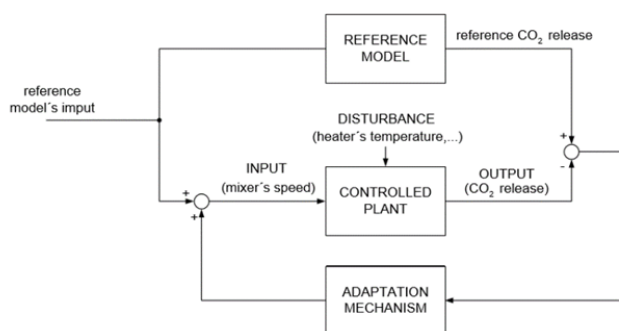 REFERENCE
MODEL
reference CO₂ release
reference
model´s imput
DISTURBANCE
(heater´s temperature,...)
+
-
INPUT
(mixer´s speed)
CONTROLLED
PLANT
OUTPUT
(CO₂ release)
+
+
ADAPTATION
MECHANISM